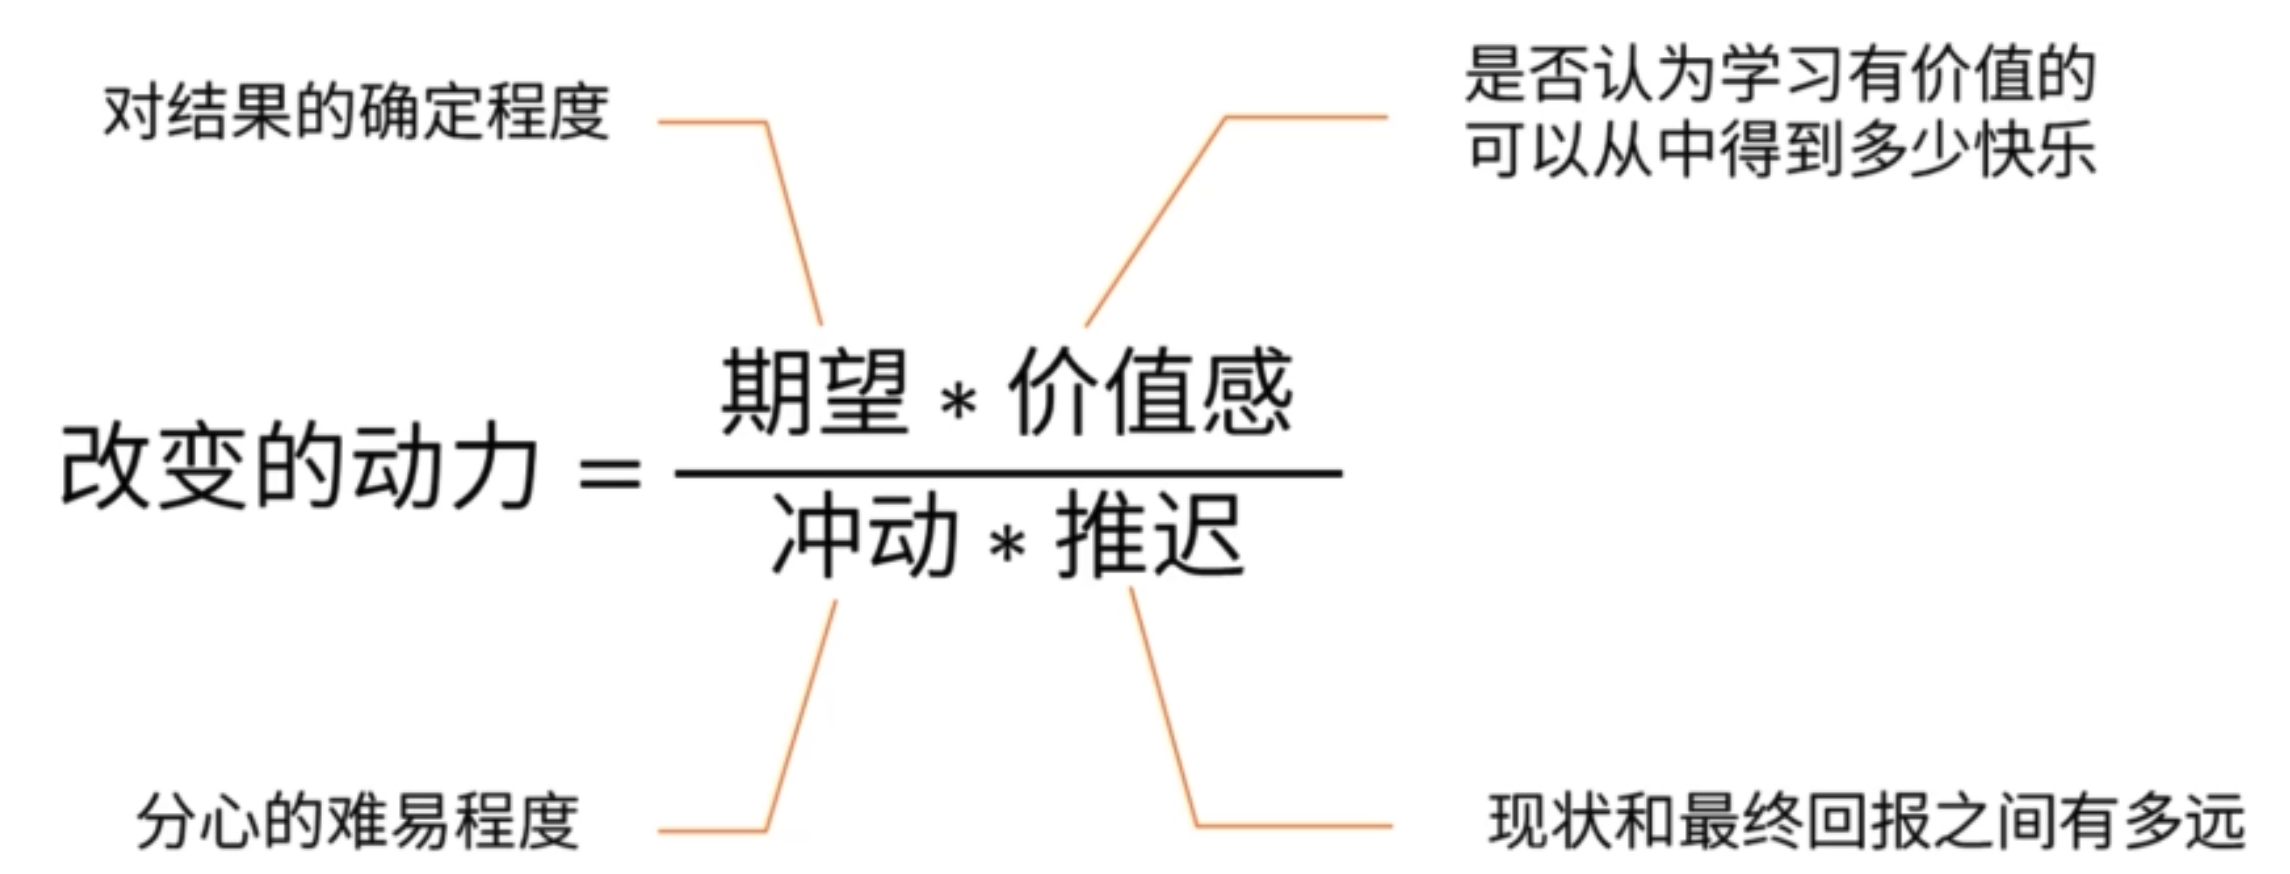 对结果的确定程度
是否认为学习有价值的
可以从中得到多少快乐
期望 * 价值感
改变的动力 =
冲动 * 推迟
分心的难易程度
现状和最终回报之间有多远